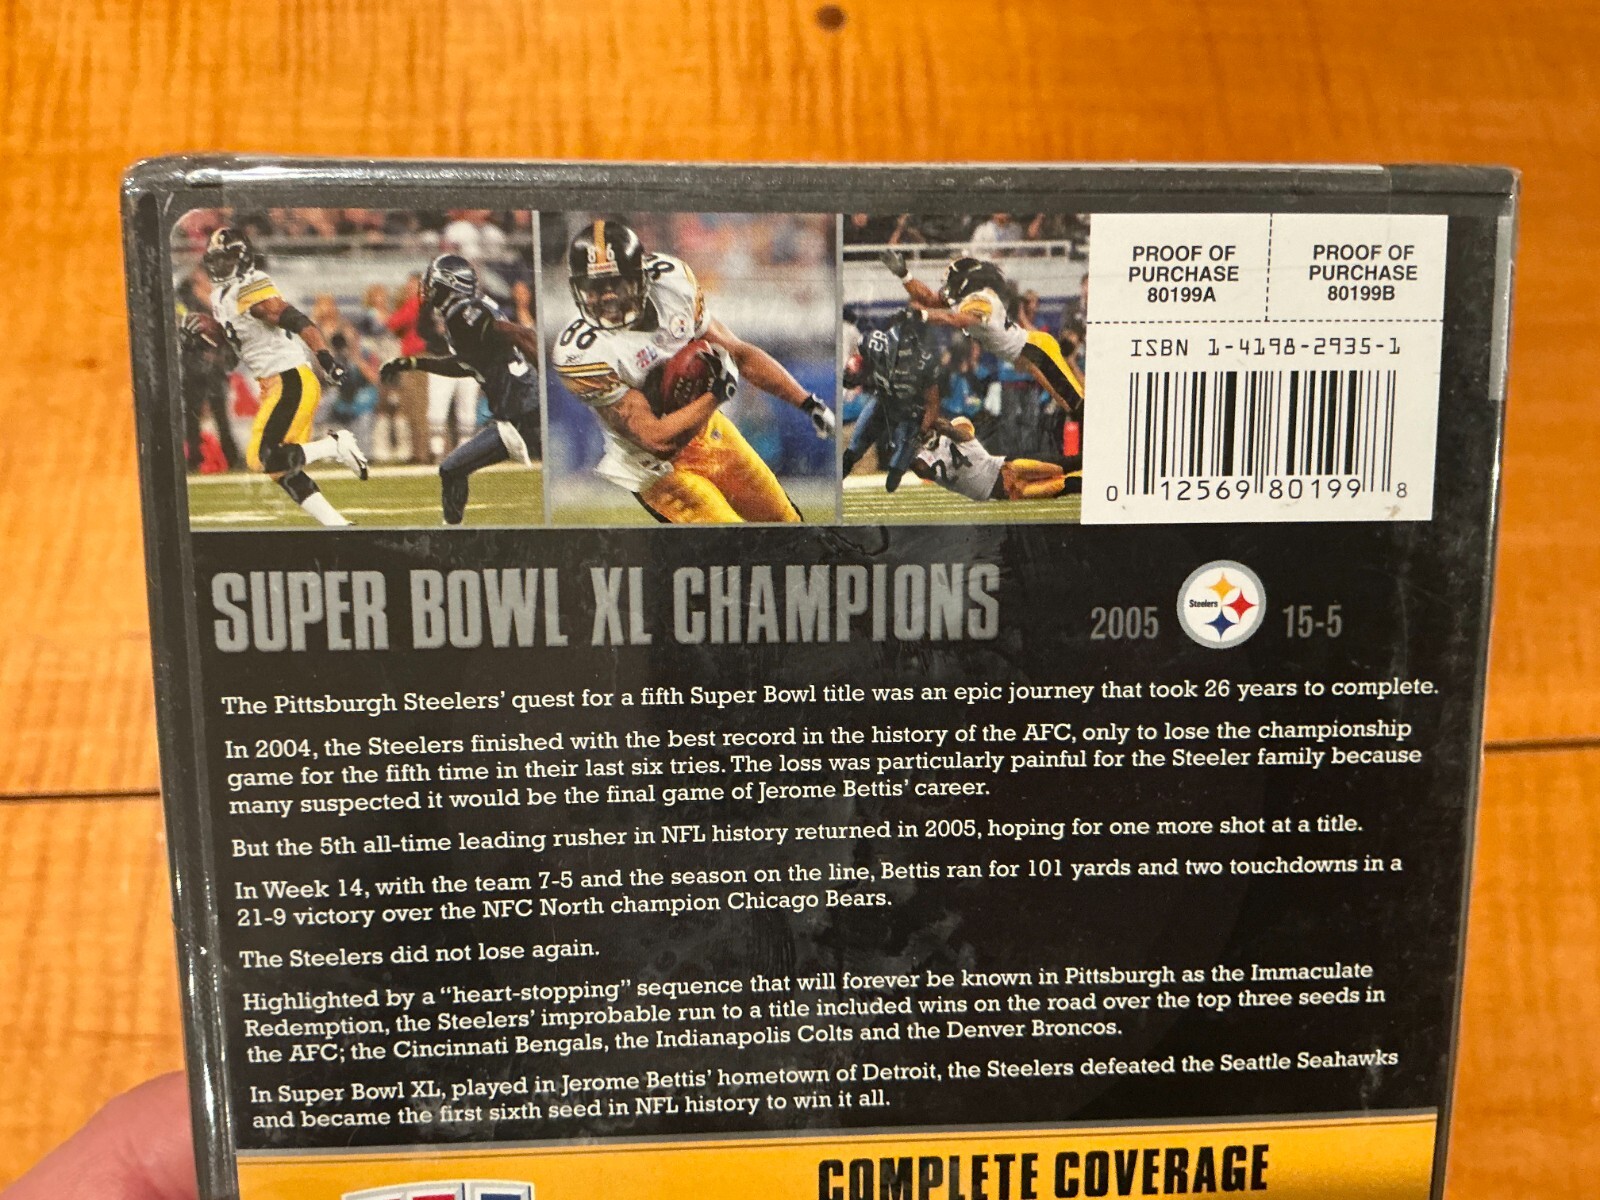 PROOF OF PURCHASE 80199A
PROOF OF PURCHASE 80199B
ISBN 1-4198-2935-1
0 12569 80199 8
86
86
28
24
SUPER BOWL XL CHAMPIONS
2005 Steelers 15-5
The Pittsburgh Steelers' quest for a fifth Super Bowl title was an epic journey that took 26 years to complete.
In 2004, the Steelers finished with the best record in the history of the AFC, only to lose the championship
game for the fifth time in their last six tries. The loss was particularly painful for the Steeler family because
many suspected it would be the final game of Jerome Bettis' career.
But the 5th all-time leading rusher in NFL history returned in 2005, hoping for one more shot at a title.
In Week 14, with the team 7-5 and the season on the line, Bettis ran for 101 yards and two touchdowns in a
21-9 victory over the NFC North champion Chicago Bears.
The Steelers did not lose again.
Highlighted by a "heart-stopping" sequence that will forever be known in Pittsburgh as the Immaculate
Redemption, the Steelers' improbable run to a title included wins on the road over the top three seeds in
the AFC; the Cincinnati Bengals, the Indianapolis Colts and the Denver Broncos.
In Super Bowl XL, played in Jerome Bettis' hometown of Detroit, the Steelers defeated the Seattle Seahawks
and became the first sixth seed in NFL history to win it all.
COMPLETE COVERAGE